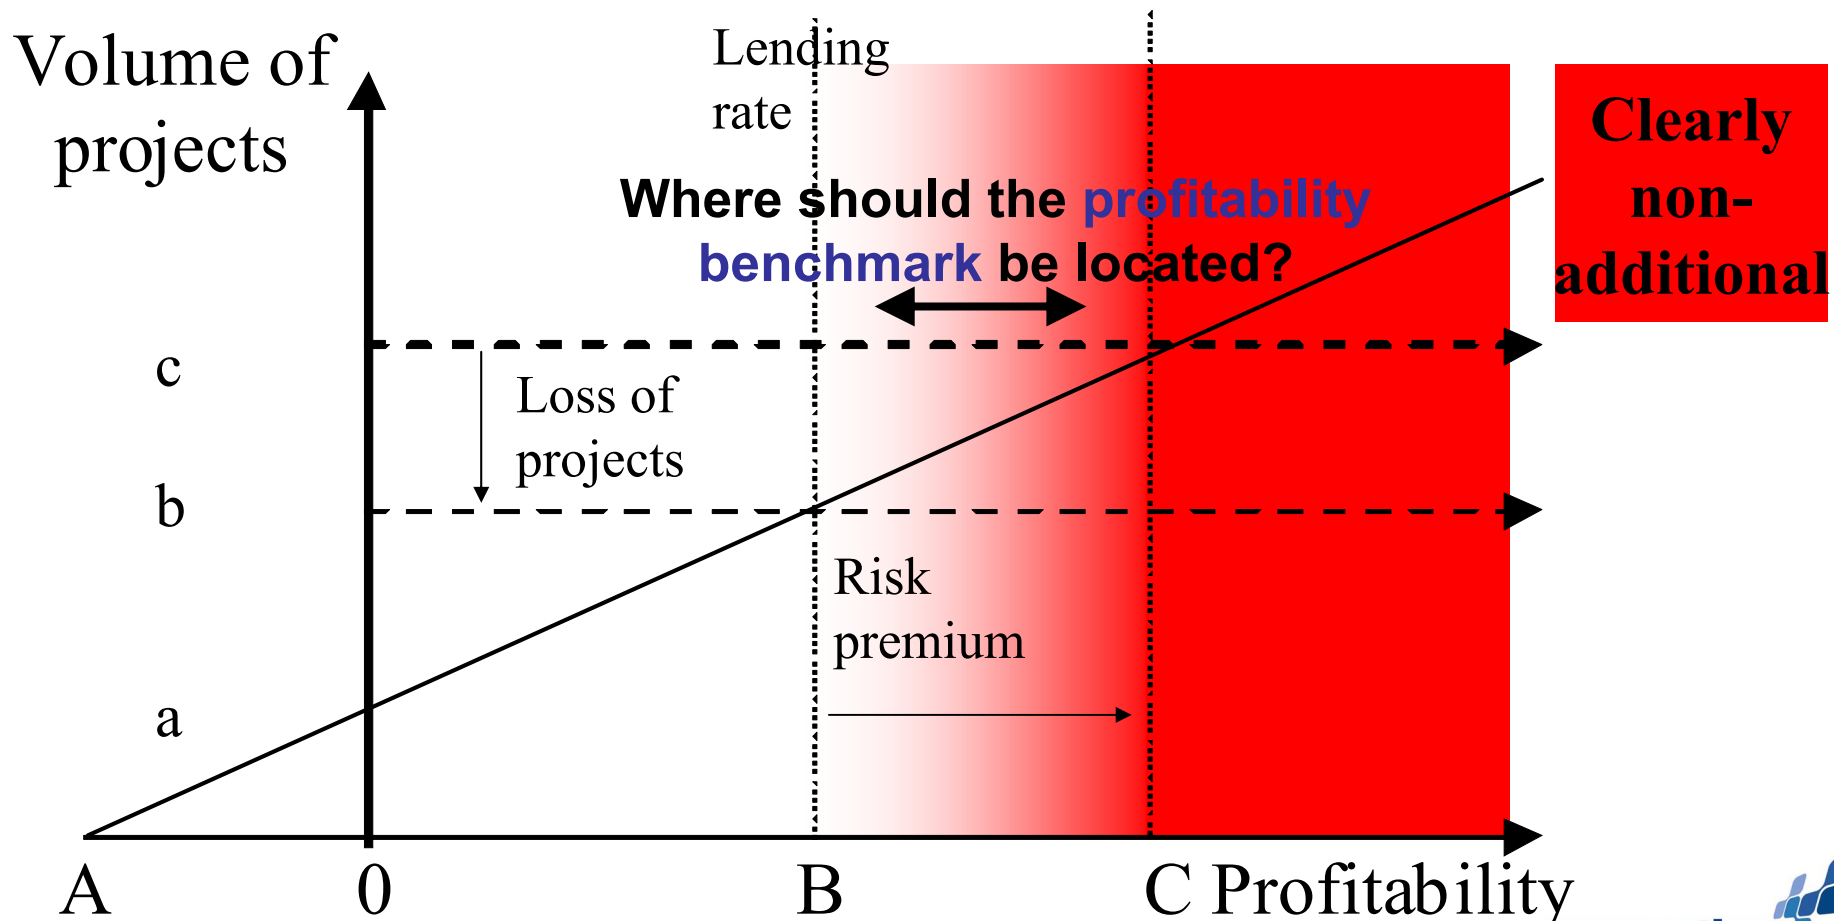 Volume of
projects
Lending
rate
Where should the profitability
benchmark be located?
Clearly
non-
additional
c
Loss of
projects
b
Risk
premium
a
A
0
B
C Profitability